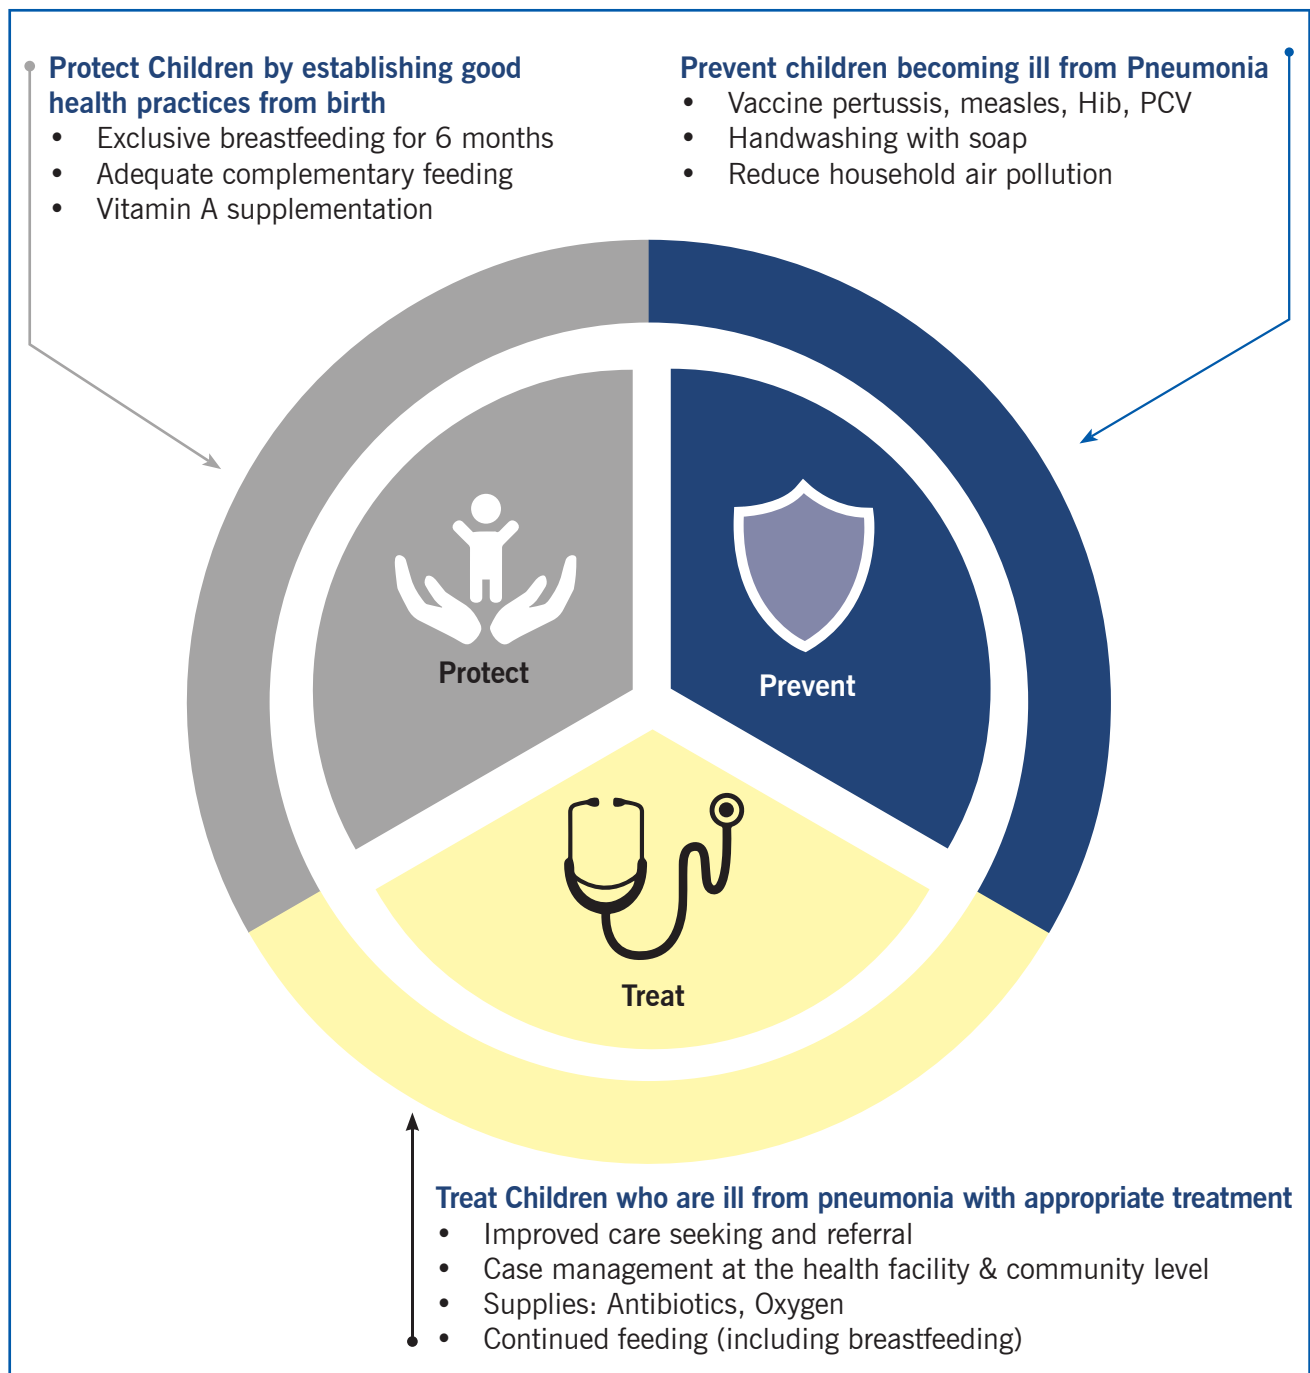 Protect Children by establishing good
health practices from birth
• Exclusive breastfeeding for 6 months
• Adequate complementary feeding
• Vitamin A supplementation
Prevent children becoming ill from Pneumonia
• Vaccine pertussis, measles, Hib, PCV
• Handwashing with soap
• Reduce household air pollution
Protect
Prevent
Treat
Treat Children who are ill from pneumonia with appropriate treatment
• Improved care seeking and referral
• Case management at the health facility & community level
• Supplies: Antibiotics, Oxygen
• Continued feeding (including breastfeeding)